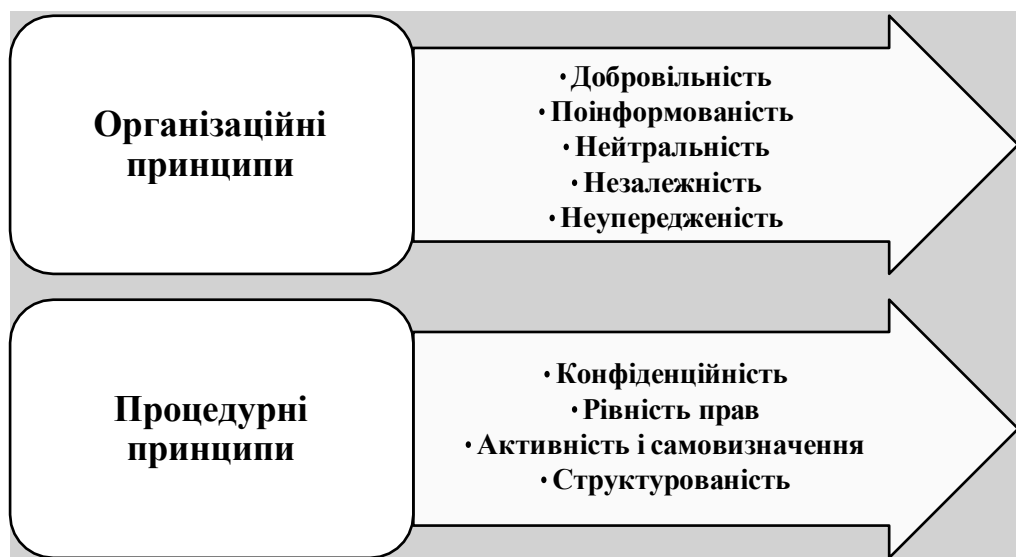 Організаційні
принципи
· Добровільність
· Поінформованість
· Нейтральність
· Незалежність
· Неупередженість
Процедурні
принципи
· Конфіденційність
· Рівність прав
· Активність і самовизначення
· Структурованість